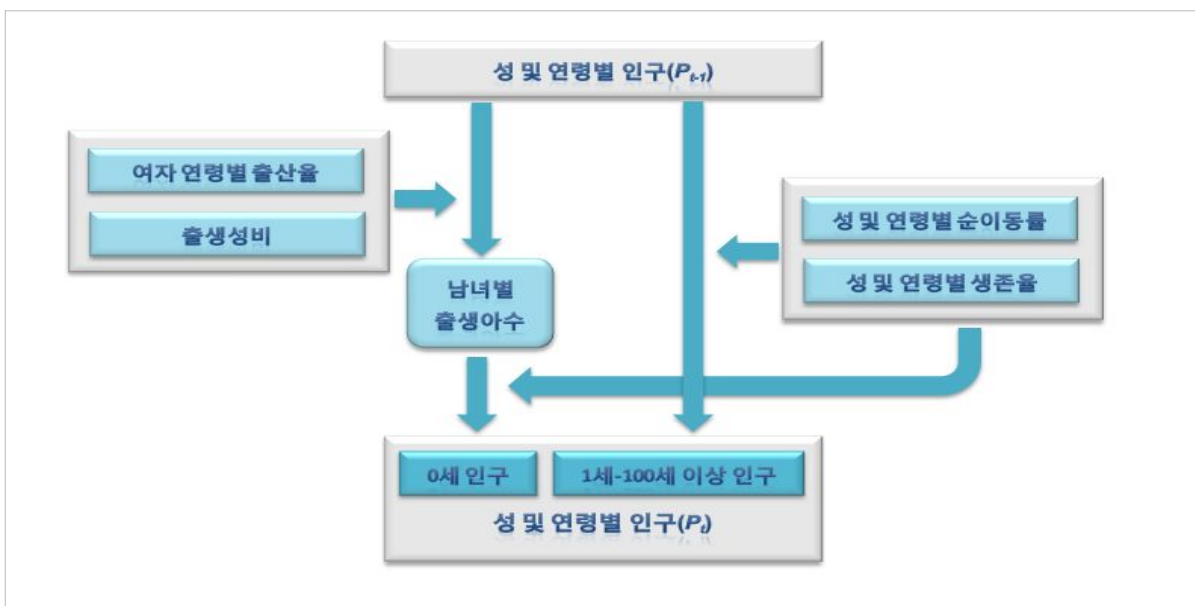 성 및 연령별 인구(Pt-1)
여자 연령별 출산율
출생성비
성 및 연령별 순이동률
성 및 연령별 생존율
남녀별
출생아수
0세 인구
1세-100세 이상 인구
성 및 연령별 인구(Pt)